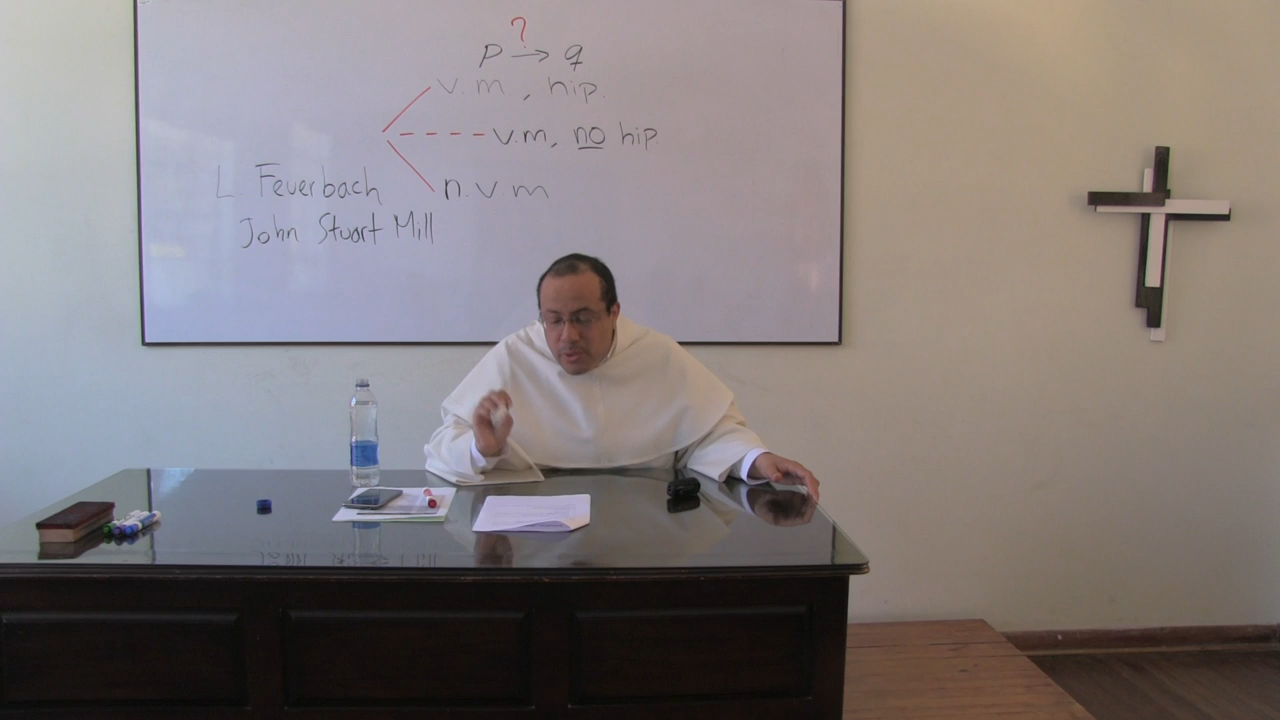 ?
p → q
v.m, hip.
v.m, no hip.
n.v.m
L Feuerbach
John Stuart Mill